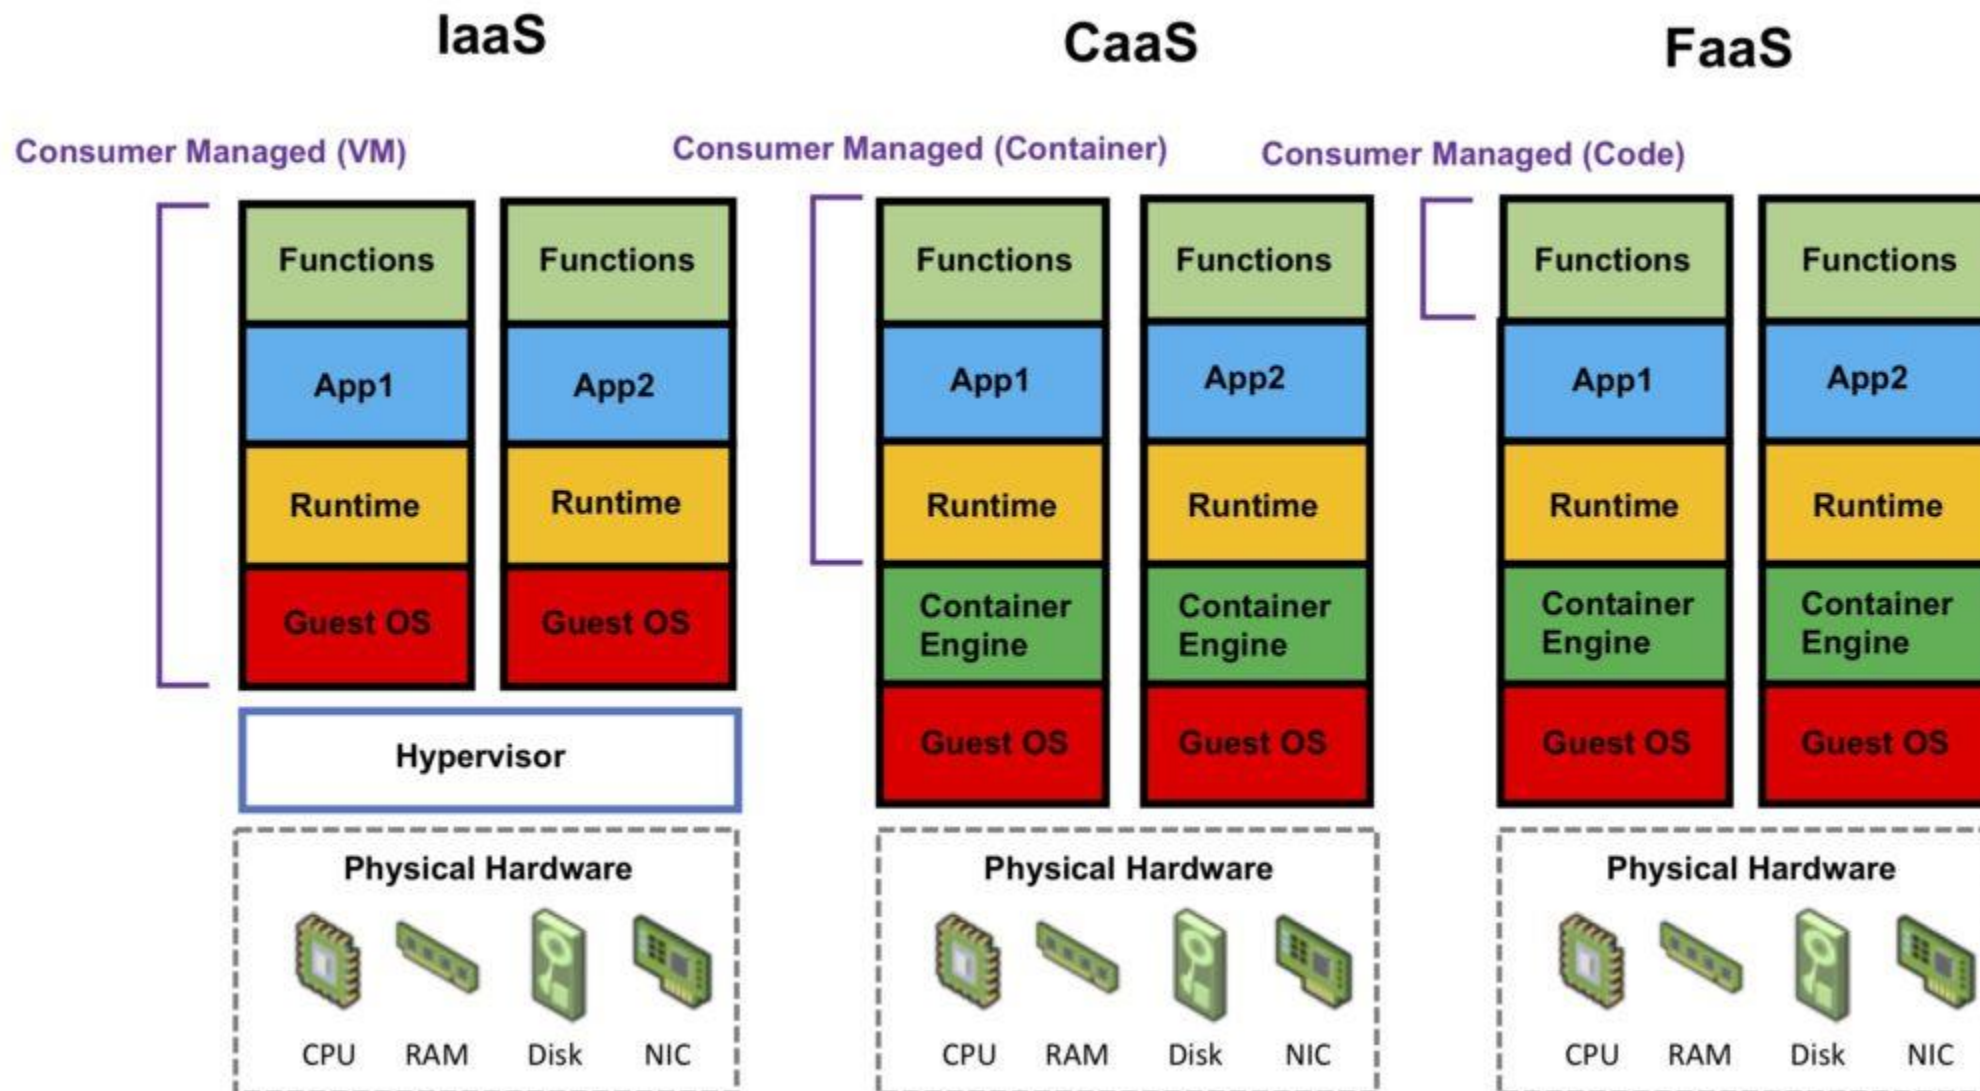 IaaS
Consumer Managed (VM)
Functions
Functions
App1
App2
Runtime
Runtime
Guest OS
Guest OS
Hypervisor
Physical Hardware
CPU
RAM
Disk
NIC
CaaS
Consumer Managed (Container)
Functions
Functions
App1
App2
Runtime
Runtime
Container
Engine
Container
Engine
Guest OS
Guest OS
Physical Hardware
CPU
RAM
Disk
NIC
FaaS
Consumer Managed (Code)
Functions
Functions
App1
App2
Runtime
Runtime
Container
Engine
Container
Engine
Guest OS
Guest OS
Physical Hardware
CPU
RAM
Disk
NIC